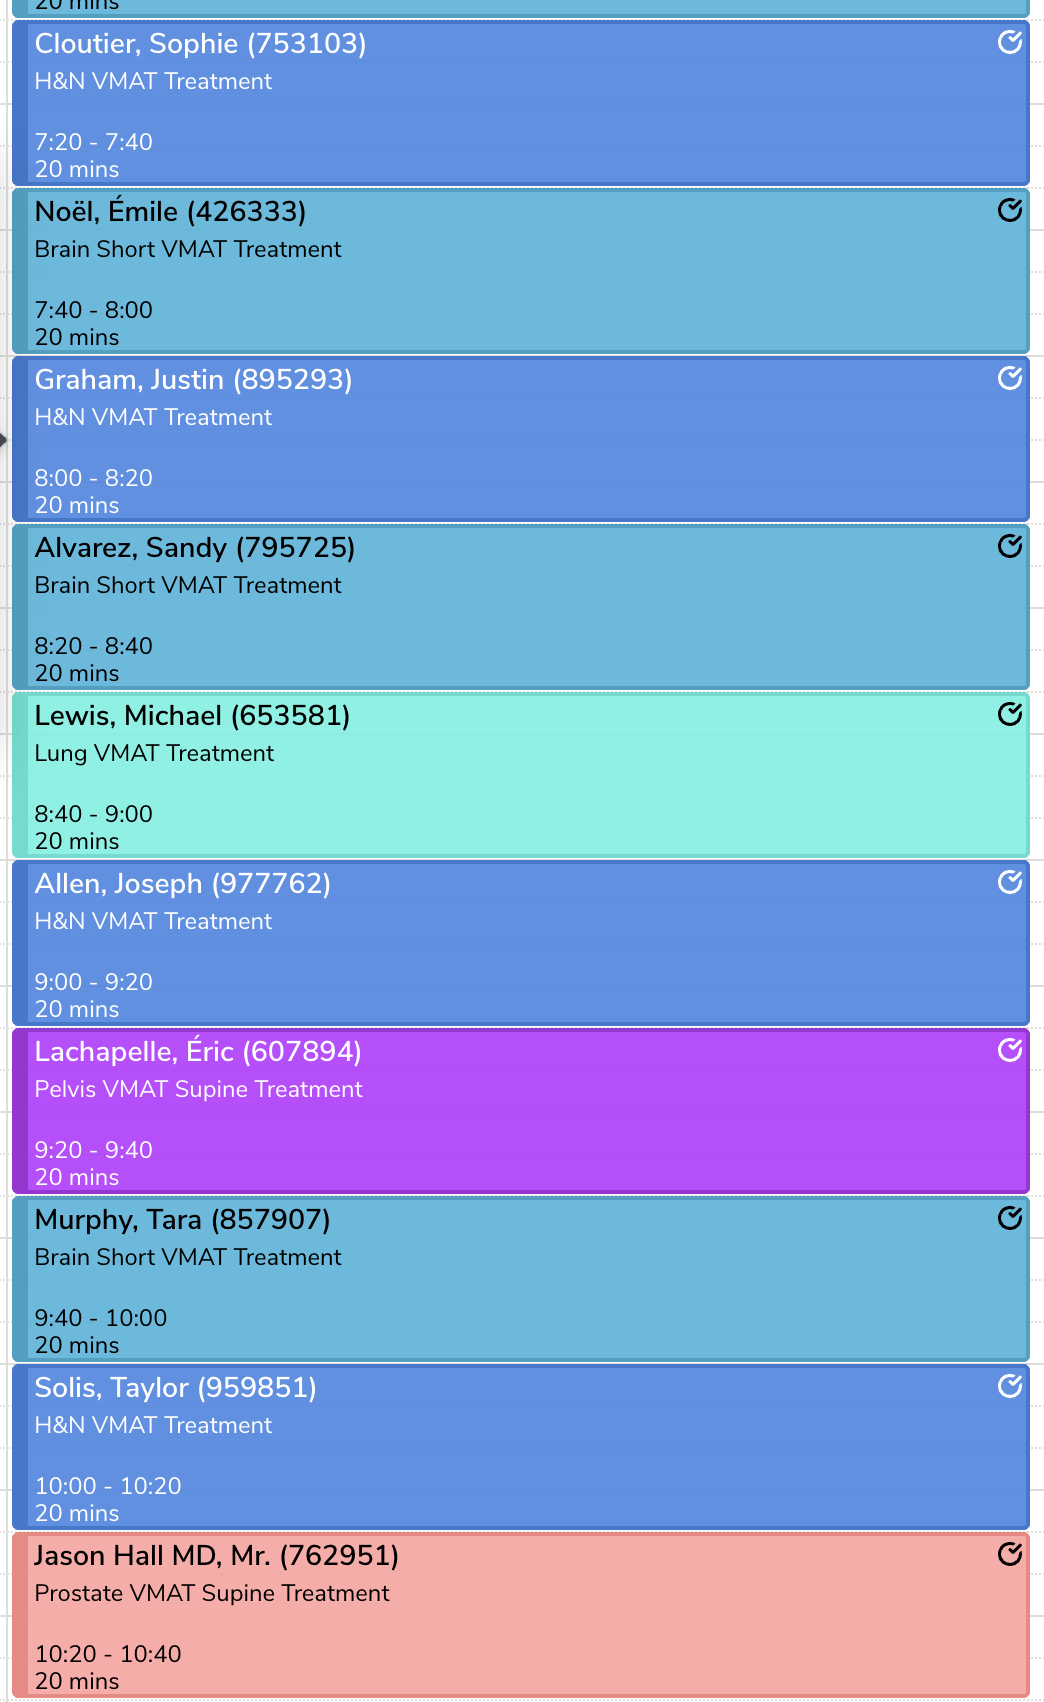 20 mins
Cloutier, Sophie (753103)
H&N VMAT Treatment
7:20 - 7:40
20 mins
Noël, Émile (426333)
Brain Short VMAT Treatment
7:40 - 8:00
20 mins
Graham, Justin (895293)
H&N VMAT Treatment
8:00 - 8:20
20 mins
Alvarez, Sandy (795725)
Brain Short VMAT Treatment
8:20 - 8:40
20 mins
Lewis, Michael (653581)
Lung VMAT Treatment
8:40 - 9:00
20 mins
Allen, Joseph (977762)
H&N VMAT Treatment
9:00 - 9:20
20 mins
Lachapelle, Éric (607894)
Pelvis VMAT Supine Treatment
9:20 - 9:40
20 mins
Murphy, Tara (857907)
Brain Short VMAT Treatment
9:40 - 10:00
20 mins
Solis, Taylor (959851)
H&N VMAT Treatment
10:00 - 10:20
20 mins
Jason Hall MD, Mr. (762951)
Prostate VMAT Supine Treatment
10:20 - 10:40
20 mins